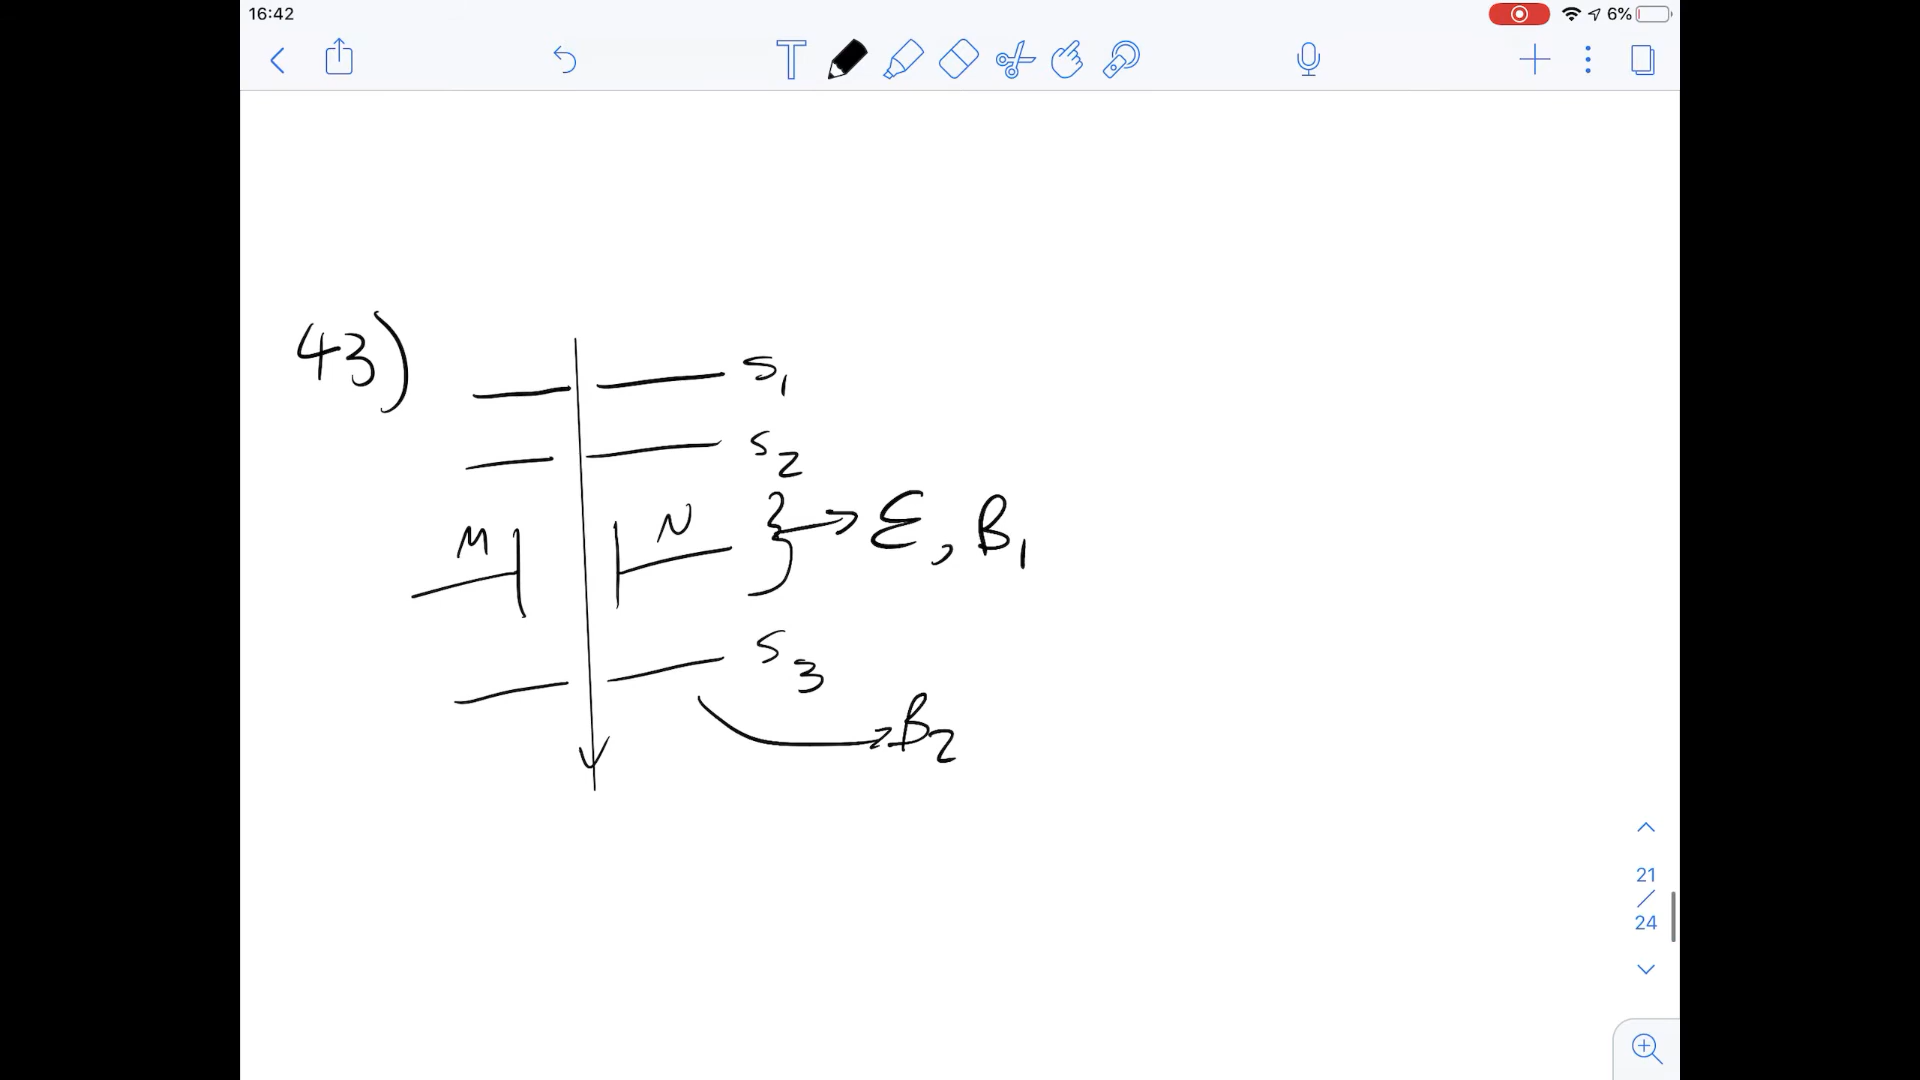 16:42
6%
T
43)
S1
S2
M N → ε, B1
S3
→ B2
21
/
24